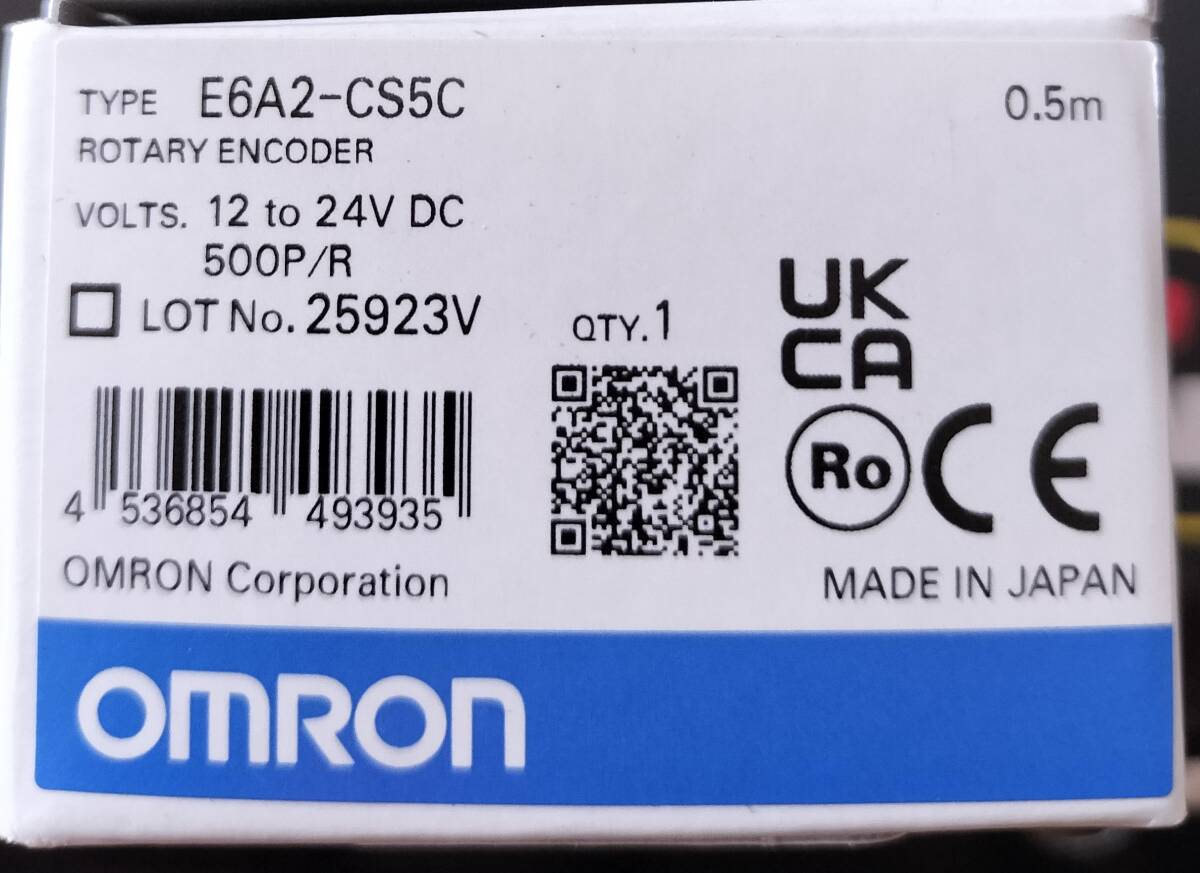 TYPE E6A2-CS5C 0.5m
ROTARY ENCODER
VOLTS. 12 to 24V DC
500P/R
LOT No. 25923V QTY.1
UK
CA
Ro CE
4 536854 493935
OMRON Corporation MADE IN JAPAN
OMRON